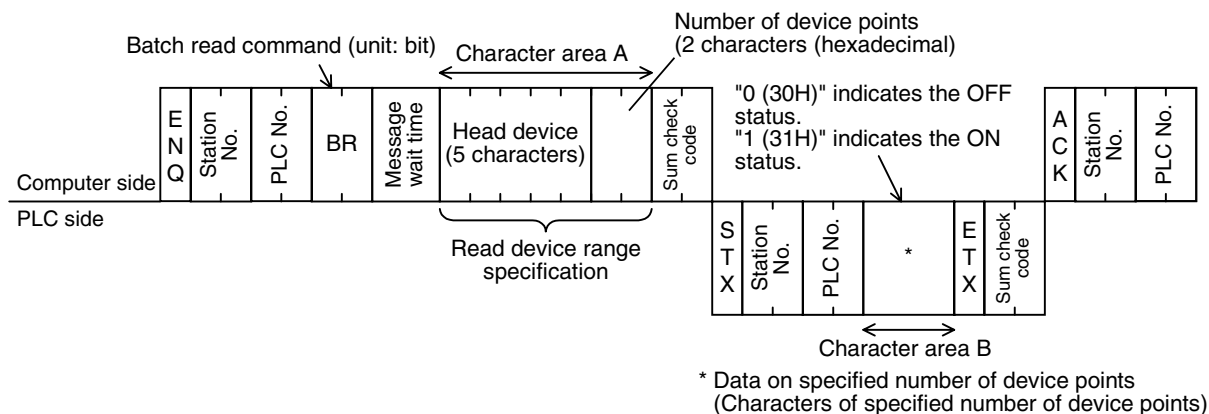 Number of device points
(2 characters (hexadecimal)
Batch read command (unit: bit)
Character area A
ENQ
Station No.
PLC No.
BR
Message wait time
Head device
(5 characters)
Sum check code
"0 (30H)" indicates the OFF
status.
"1 (31H)" indicates the ON
status.
ACK
Station No.
PLC No.
Computer side
PLC side
Read device range
specification
STX
Station No.
PLC No.
*
ETX
Sum check code
Character area B
* Data on specified number of device points
(Characters of specified number of device points)